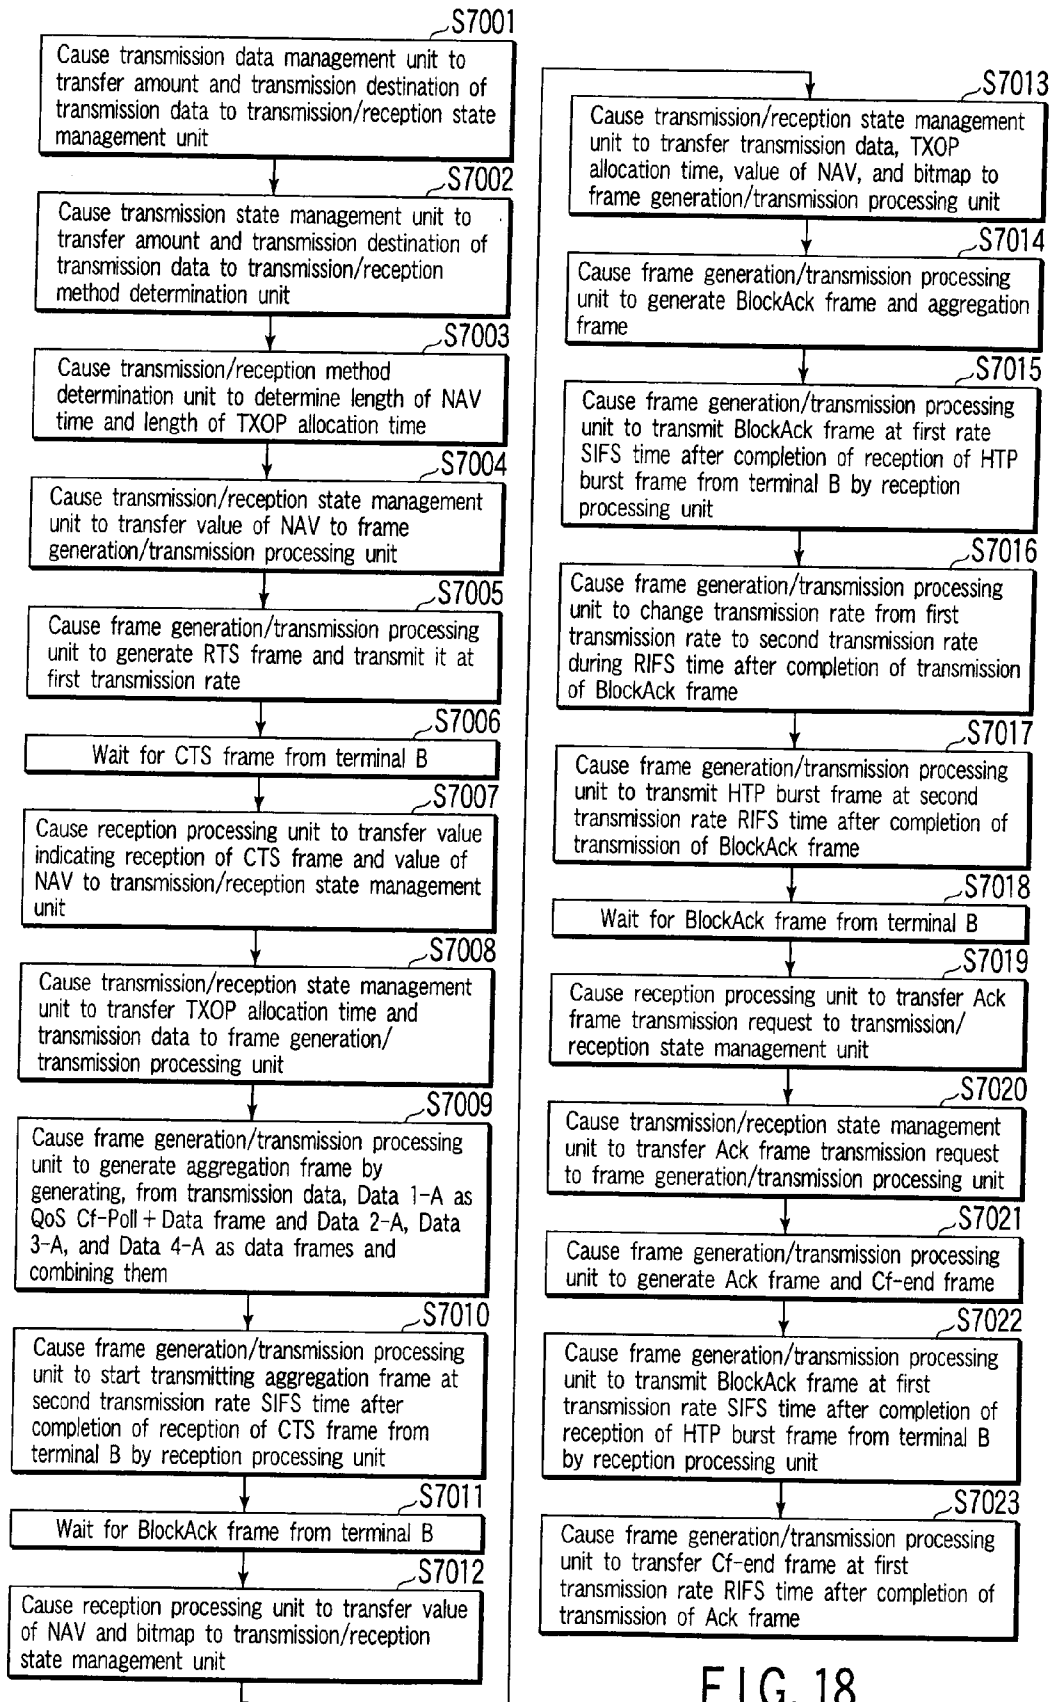 S7001
Cause transmission data management unit to
transfer amount and transmission destination of
transmission data to transmission/reception state
management unit
S7002
Cause transmission state management unit to
transfer amount and transmission destination of
transmission data to transmission/reception
method determination unit
S7003
Cause transmission/reception method
determination unit to determine length of NAV
time and length of TXOP allocation time
S7004
Cause transmission/reception state management
unit to transfer value of NAV to frame
generation/transmission processing unit
S7005
Cause frame generation/transmission processing
unit to generate RTS frame and transmit it at
first transmission rate
S7006
Wait for CTS frame from terminal B
S7007
Cause reception processing unit to transfer value
indicating reception of CTS frame and value of
NAV to transmission/reception state management
unit
S7008
Cause transmission/reception state management
unit to transfer TXOP allocation time and
transmission data to frame generation/
transmission processing unit
S7009
Cause frame generation/transmission processing
unit to generate aggregation frame by
generating, from transmission data, Data 1-A as
QoS Cf-Poll+Data frame and Data 2-A, Data
3-A, and Data 4-A as data frames and
combining them
S7010
Cause frame generation/transmission processing
unit to start transmitting aggregation frame at
second transmission rate SIFS time after
completion of reception of CTS frame from
terminal B by reception processing unit
S7011
Wait for BlockAck frame from terminal B
S7012
Cause reception processing unit to transfer value
of NAV and bitmap to transmission/reception
state management unit
S7013
Cause transmission/reception state management
unit to transfer transmission data, TXOP
allocation time, value of NAV, and bitmap to
frame generation/transmission processing unit
S7014
Cause frame generation/transmission processing
unit to generate BlockAck frame and aggregation
frame
S7015
Cause frame generation/transmission processing
unit to transmit BlockAck frame at first rate
SIFS time after completion of reception of HTP
burst frame from terminal B by reception
processing unit
S7016
Cause frame generation/transmission processing
unit to change transmission rate from first
transmission rate to second transmission rate
during RIFS time after completion of transmission
of BlockAck frame
S7017
Cause frame generation/transmission processing
unit to transmit HTP burst frame at second
transmission rate RIFS time after completion of
transmission of BlockAck frame
S7018
Wait for BlockAck frame from terminal B
S7019
Cause reception processing unit to transfer Ack
frame transmission request to transmission/
reception state management unit
S7020
Cause transmission/reception state management
unit to transfer Ack frame transmission request
to frame generation/transmission processing unit
S7021
Cause frame generation/transmission processing
unit to generate Ack frame and Cf-end frame
S7022
Cause frame generation/transmission processing
unit to transmit BlockAck frame at first
transmission rate SIFS time after completion of
reception of HTP burst frame from terminal B
by reception processing unit
S7023
Cause frame generation/transmission processing
unit to transfer Cf-end frame at first
transmission rate RIFS time after completion of
transmission of Ack frame
FIG. 18